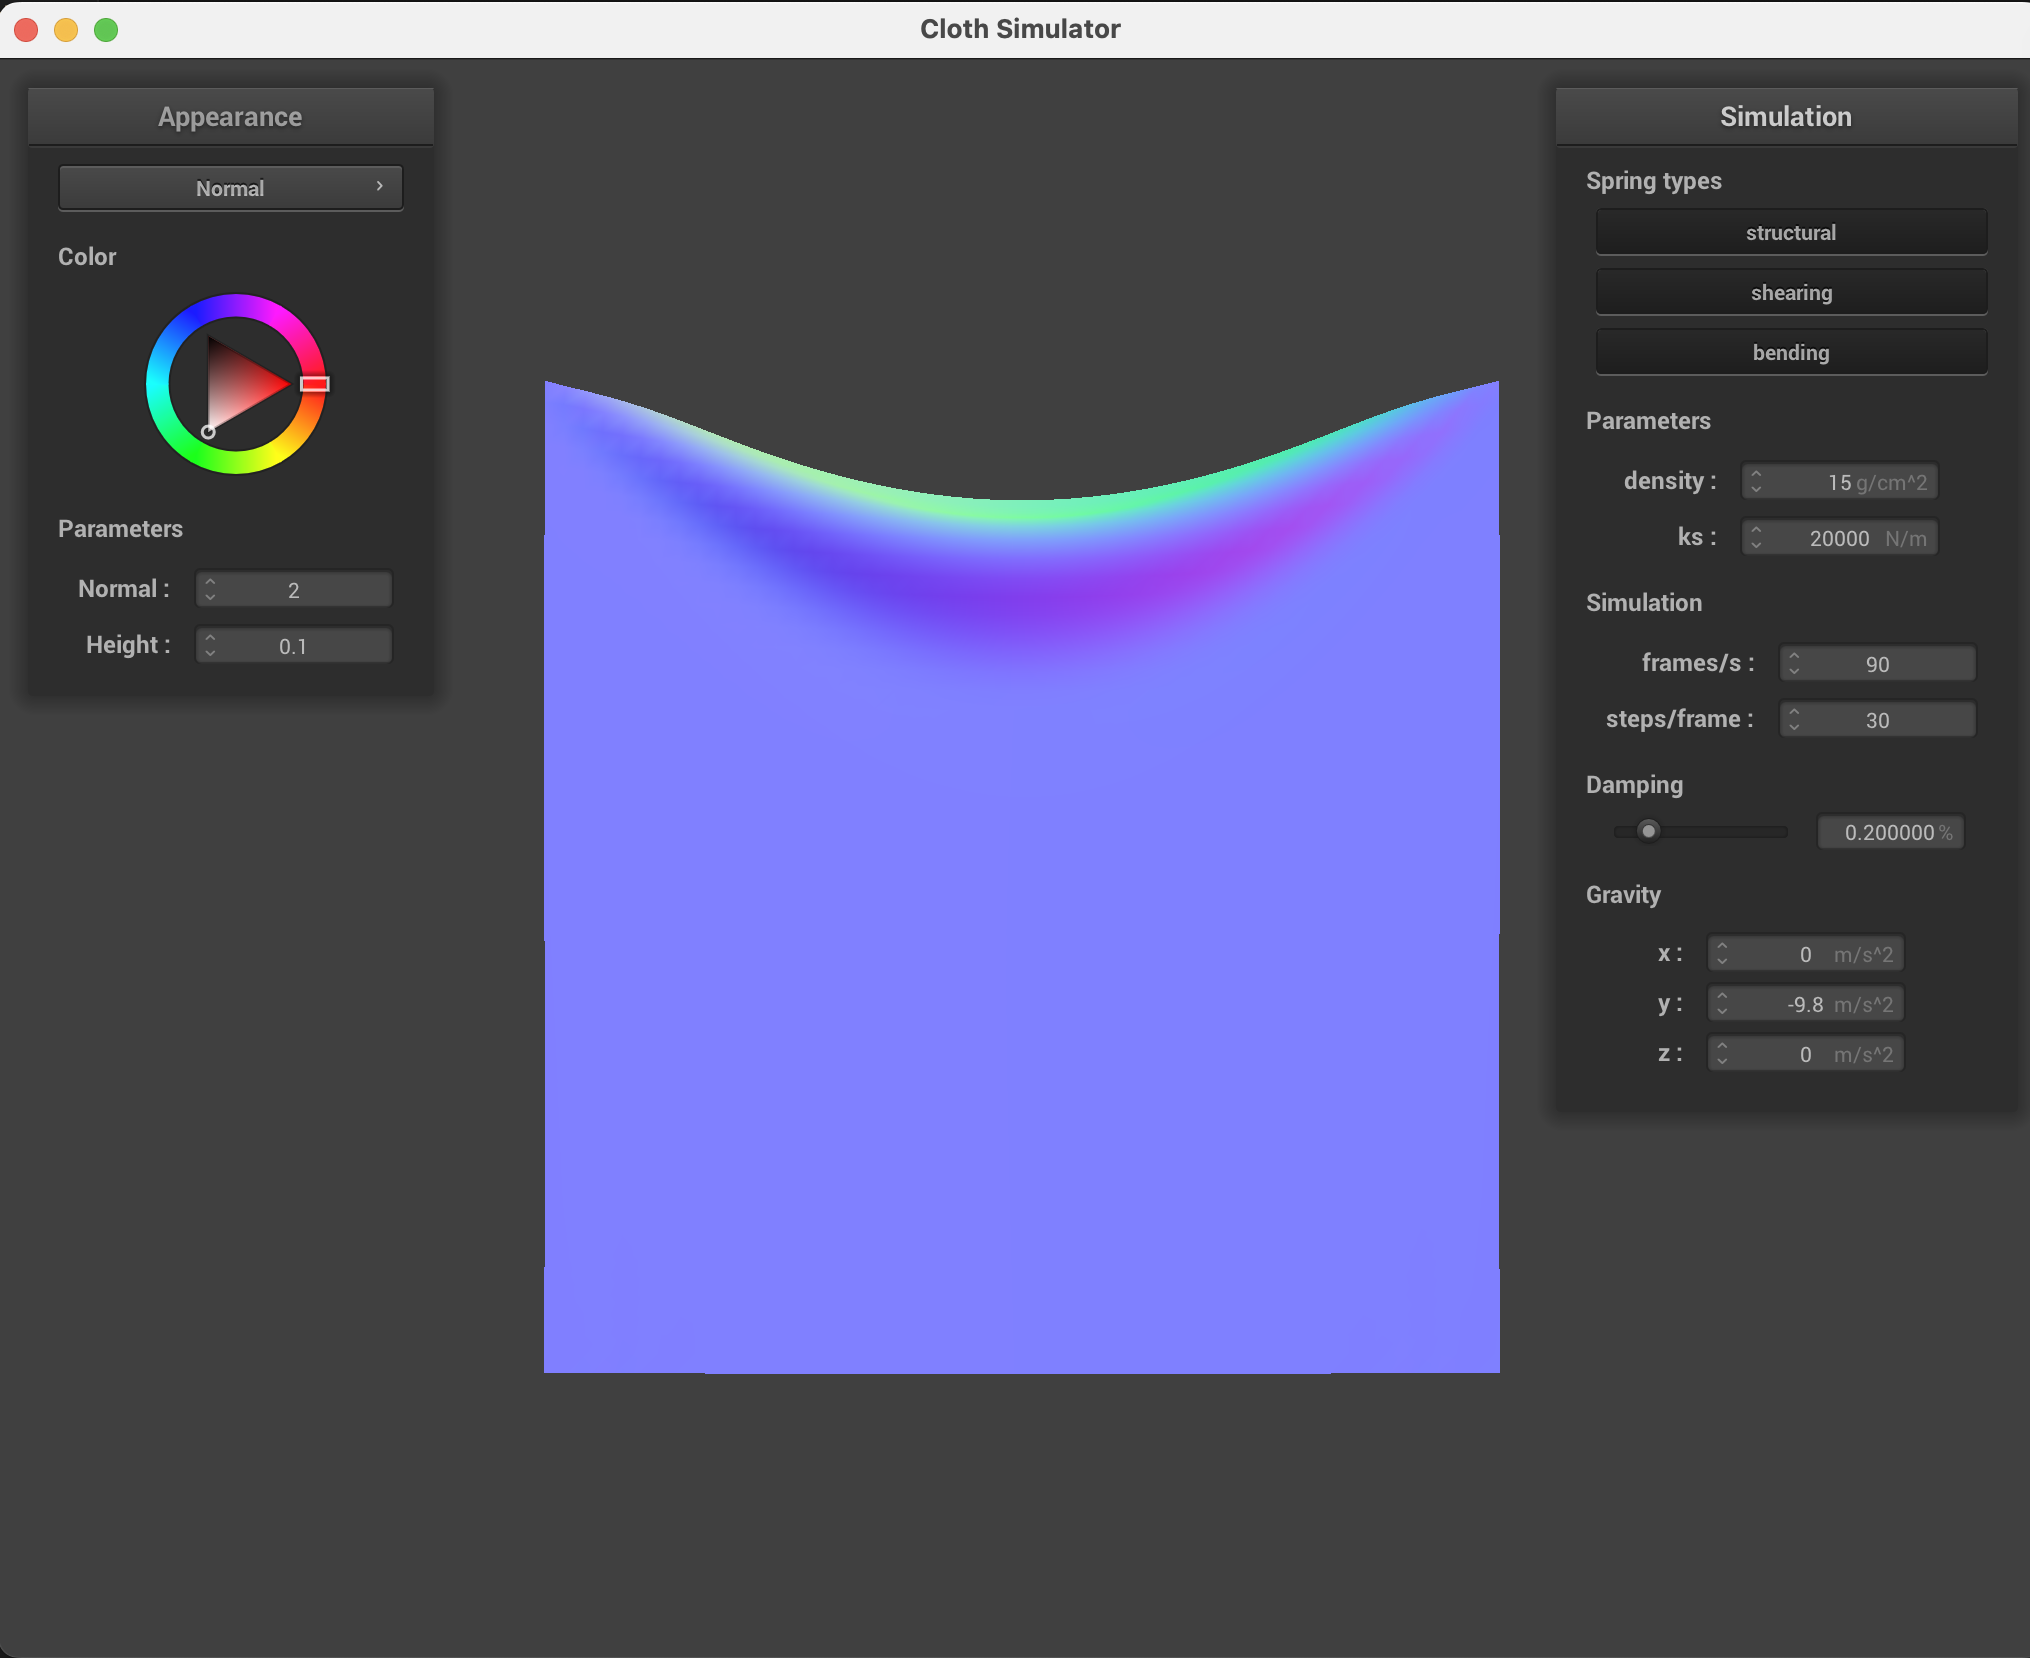 Cloth Simulator
Appearance
Normal
Color
Parameters
Normal : 2
Height : 0.1
Simulation
Spring types
structural
shearing
bending
Parameters
density : 15 g/cm^2
ks : 20000 N/m
Simulation
frames/s : 90
steps/frame : 30
Damping
0.200000 %
Gravity
x : 0 m/s^2
y : -9.8 m/s^2
z : 0 m/s^2